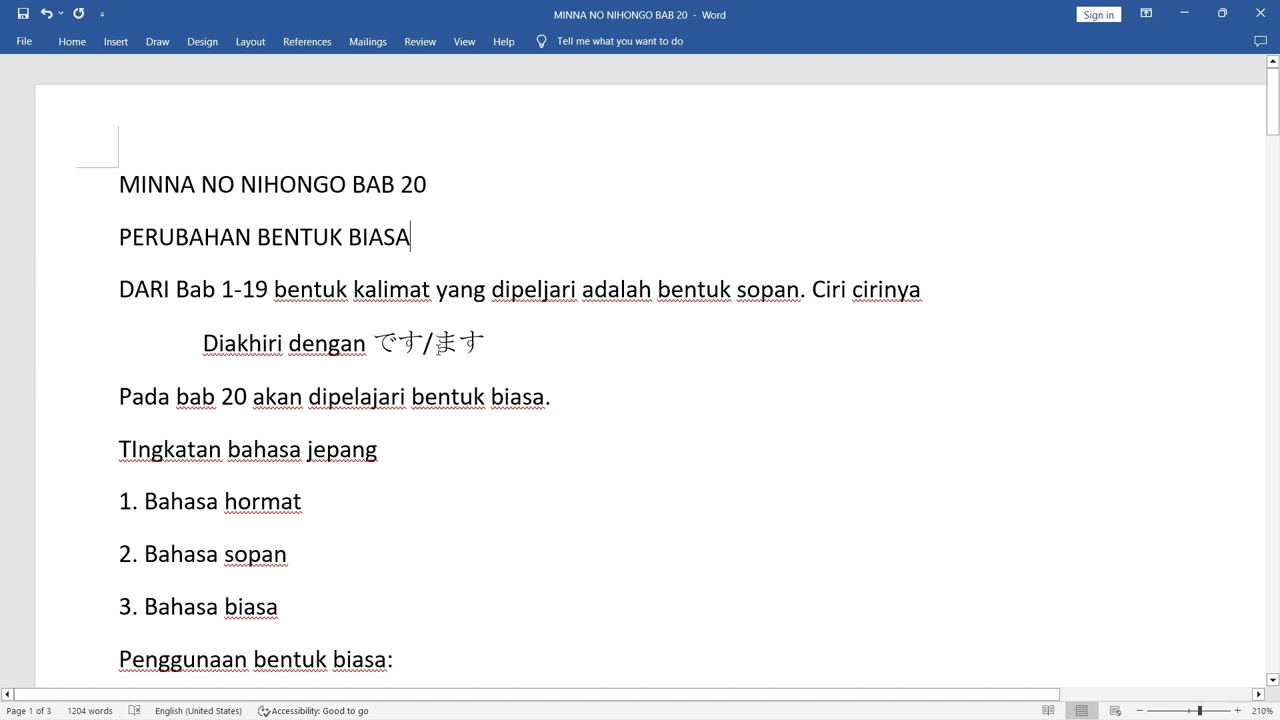 MINNA NO NIHONGO BAB 20 - Word
Sign in
File Home Insert Draw Design Layout References Mailings Review View Help Tell me what you want to do
MINNA NO NIHONGO BAB 20
PERUBAHAN BENTUK BIASA
DARI Bab 1-19 bentuk kalimat yang dipeljari adalah bentuk sopan. Ciri cirinya
Diakhiri dengan です/ます
Pada bab 20 akan dipelajari bentuk biasa.
TIngkatan bahasa jepang
1. Bahasa hormat
2. Bahasa sopan
3. Bahasa biasa
Penggunaan bentuk biasa:
Page 1 of 3 1204 words English (United States) Accessibility: Good to go 210%